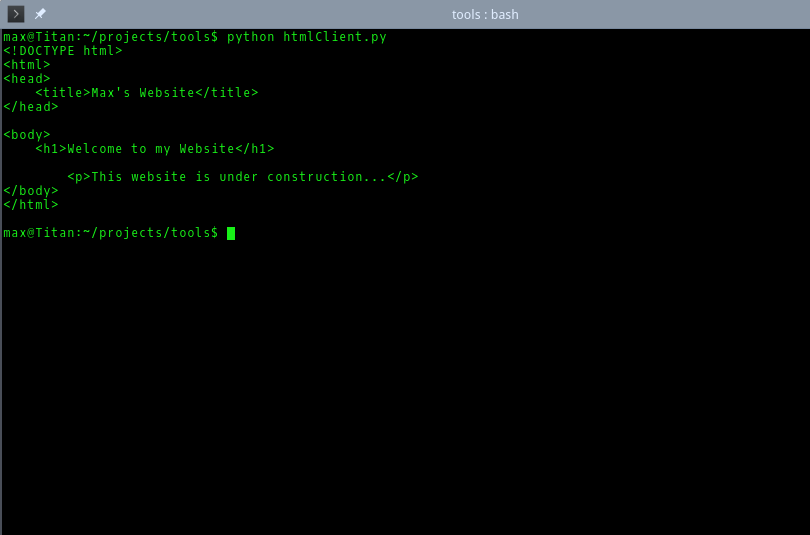 tools : bash
max@Titan:~/projects/tools$ python htmlClient.py
<!DOCTYPE html>
<html>
<head>
    <title>Max's Website</title>
</head>

<body>
    <h1>Welcome to my Website</h1>

        <p>This website is under construction...</p>
</body>
</html>

max@Titan:~/projects/tools$